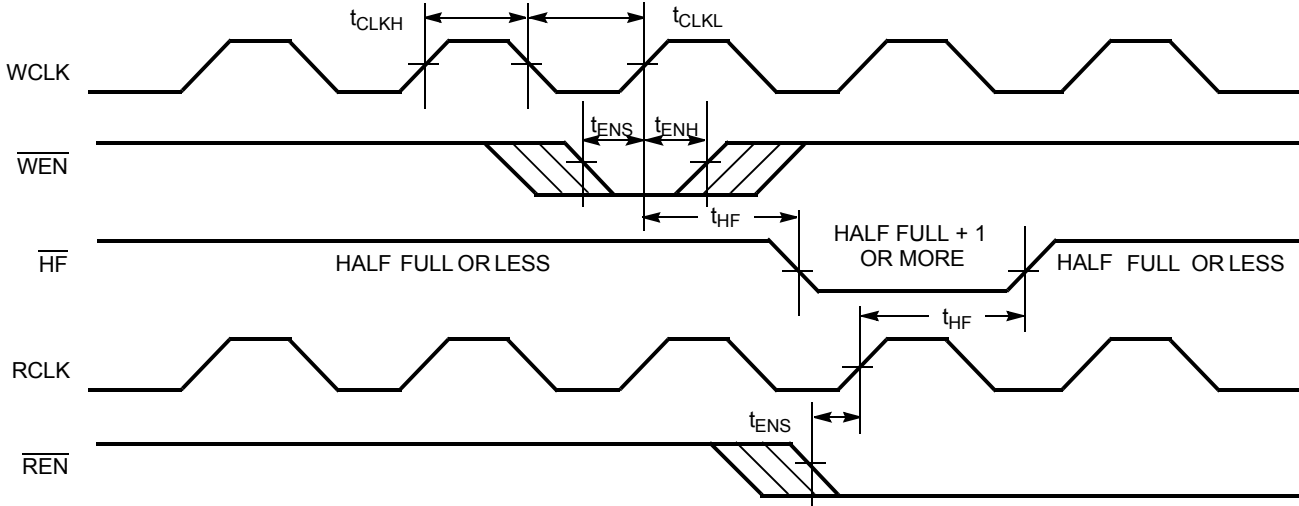 tCLKH
tCLKL
WCLK
tENS
tENH
WEN
tHF
HF
HALF FULL OR LESS
HALF FULL + 1
OR MORE
HALF FULL OR LESS
tHF
RCLK
tENS
REN